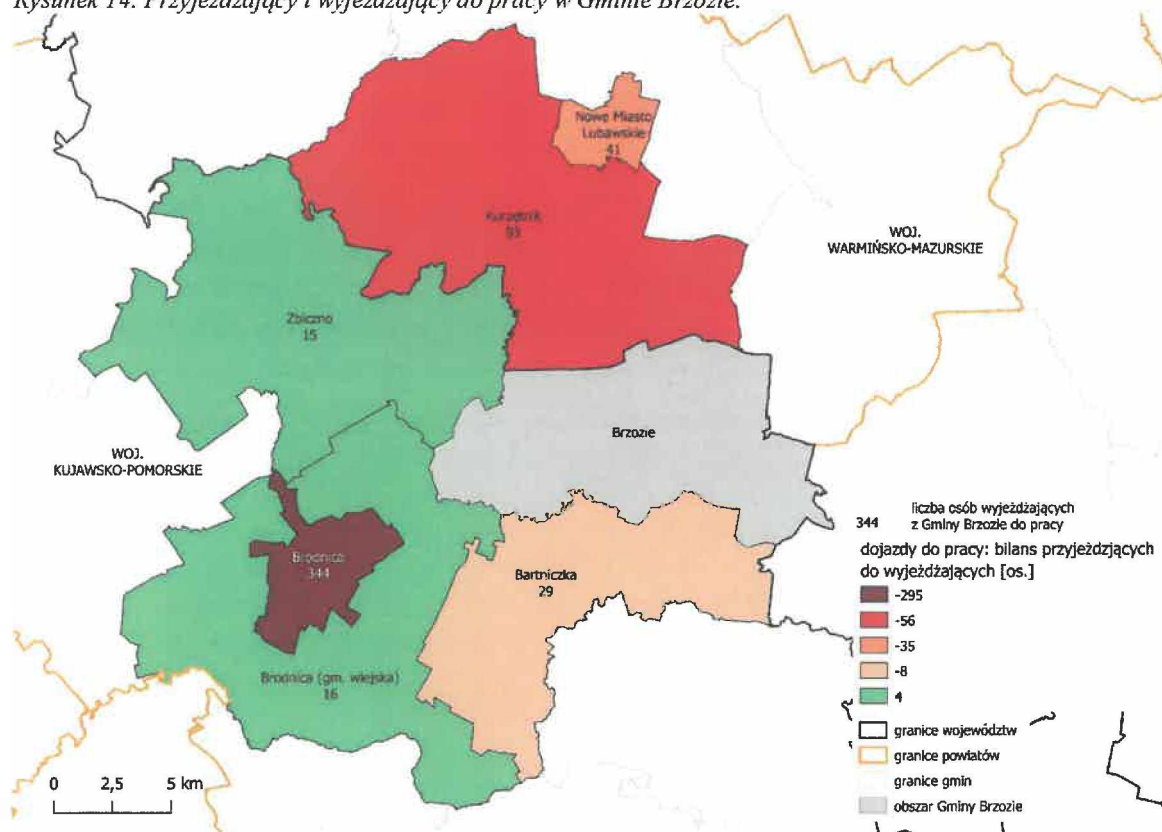 Rysunek 14. Przyjeżdżający i wyjeżdżający do pracy w Gminie Brzozie.
Nowe Miasto
Lubawskie
41
Kurzętnik
93
WOJ.
WARMIŃSKO-MAZURSKIE
Zbiczno
15
Brzozie
WOJ.
KUJAWSKO-POMORSKIE
Brodnica
344
Bartniczka
29
Brodnica (gm. wiejska)
16
344 liczba osób wyjeżdżających
z Gminy Brzozie do pracy
dojazdy do pracy: bilans przyjeżdzjących
do wyjeżdżających [os.]
-295
-56
-35
-8
4
granice województw
granice powiatów
granice gmin
obszar Gminy Brzozie
0 2,5 5 km